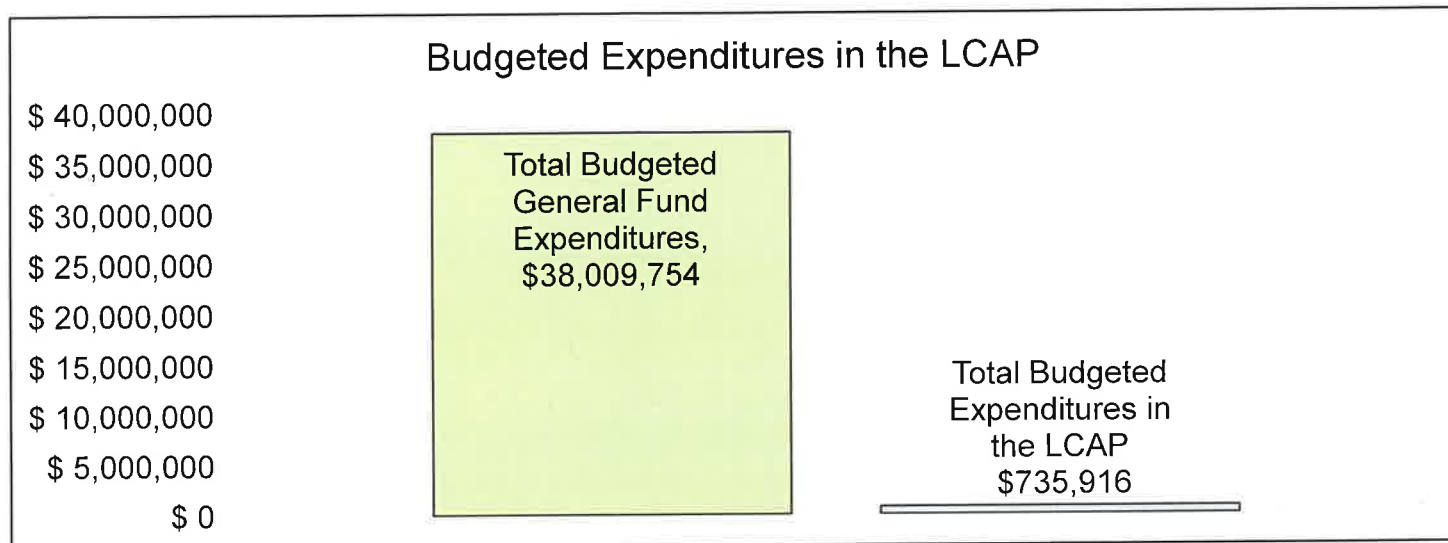 Budgeted Expenditures in the LCAP
$ 40,000,000
$ 35,000,000
$ 30,000,000
$ 25,000,000
$ 20,000,000
$ 15,000,000
$ 10,000,000
$ 5,000,000
$ 0
Total Budgeted
General Fund
Expenditures,
$38,009,754
Total Budgeted
Expenditures in
the LCAP
$735,916